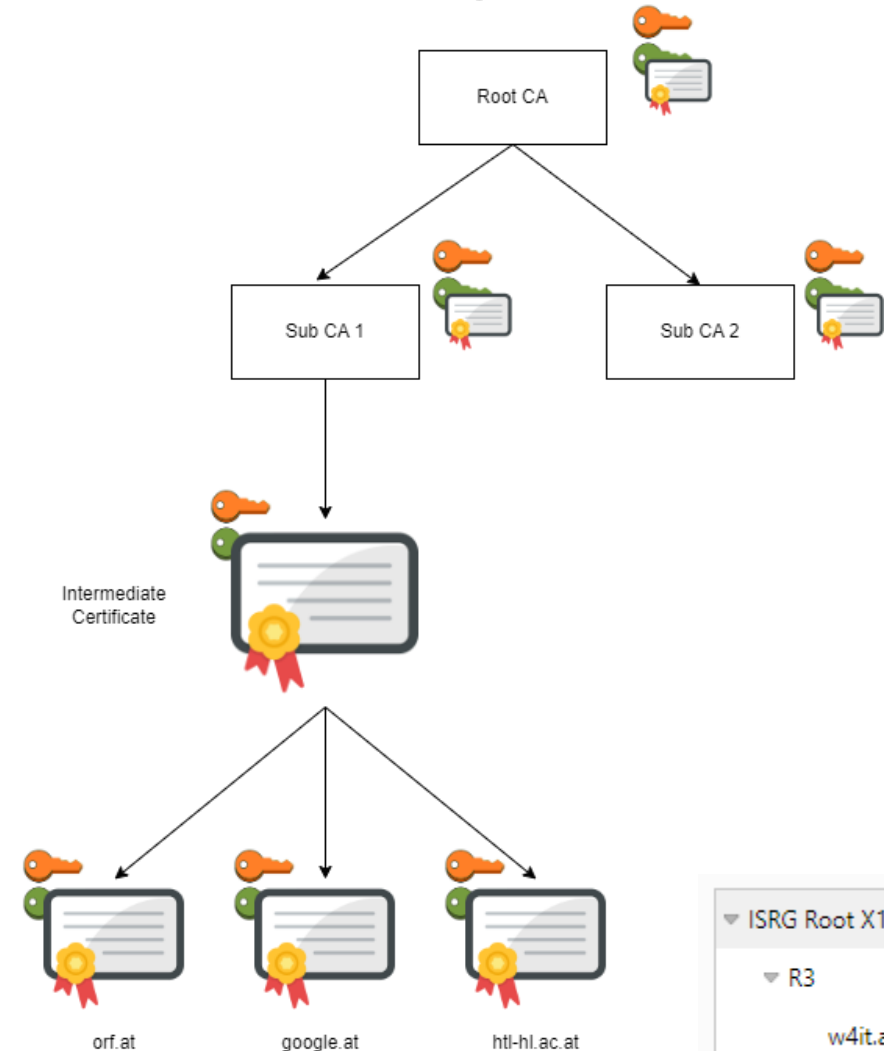 Root CA
Sub CA 1
Sub CA 2
Intermediate
Certificate
orf.at
google.at
htl-hl.ac.at
ISRG Root X1
R3